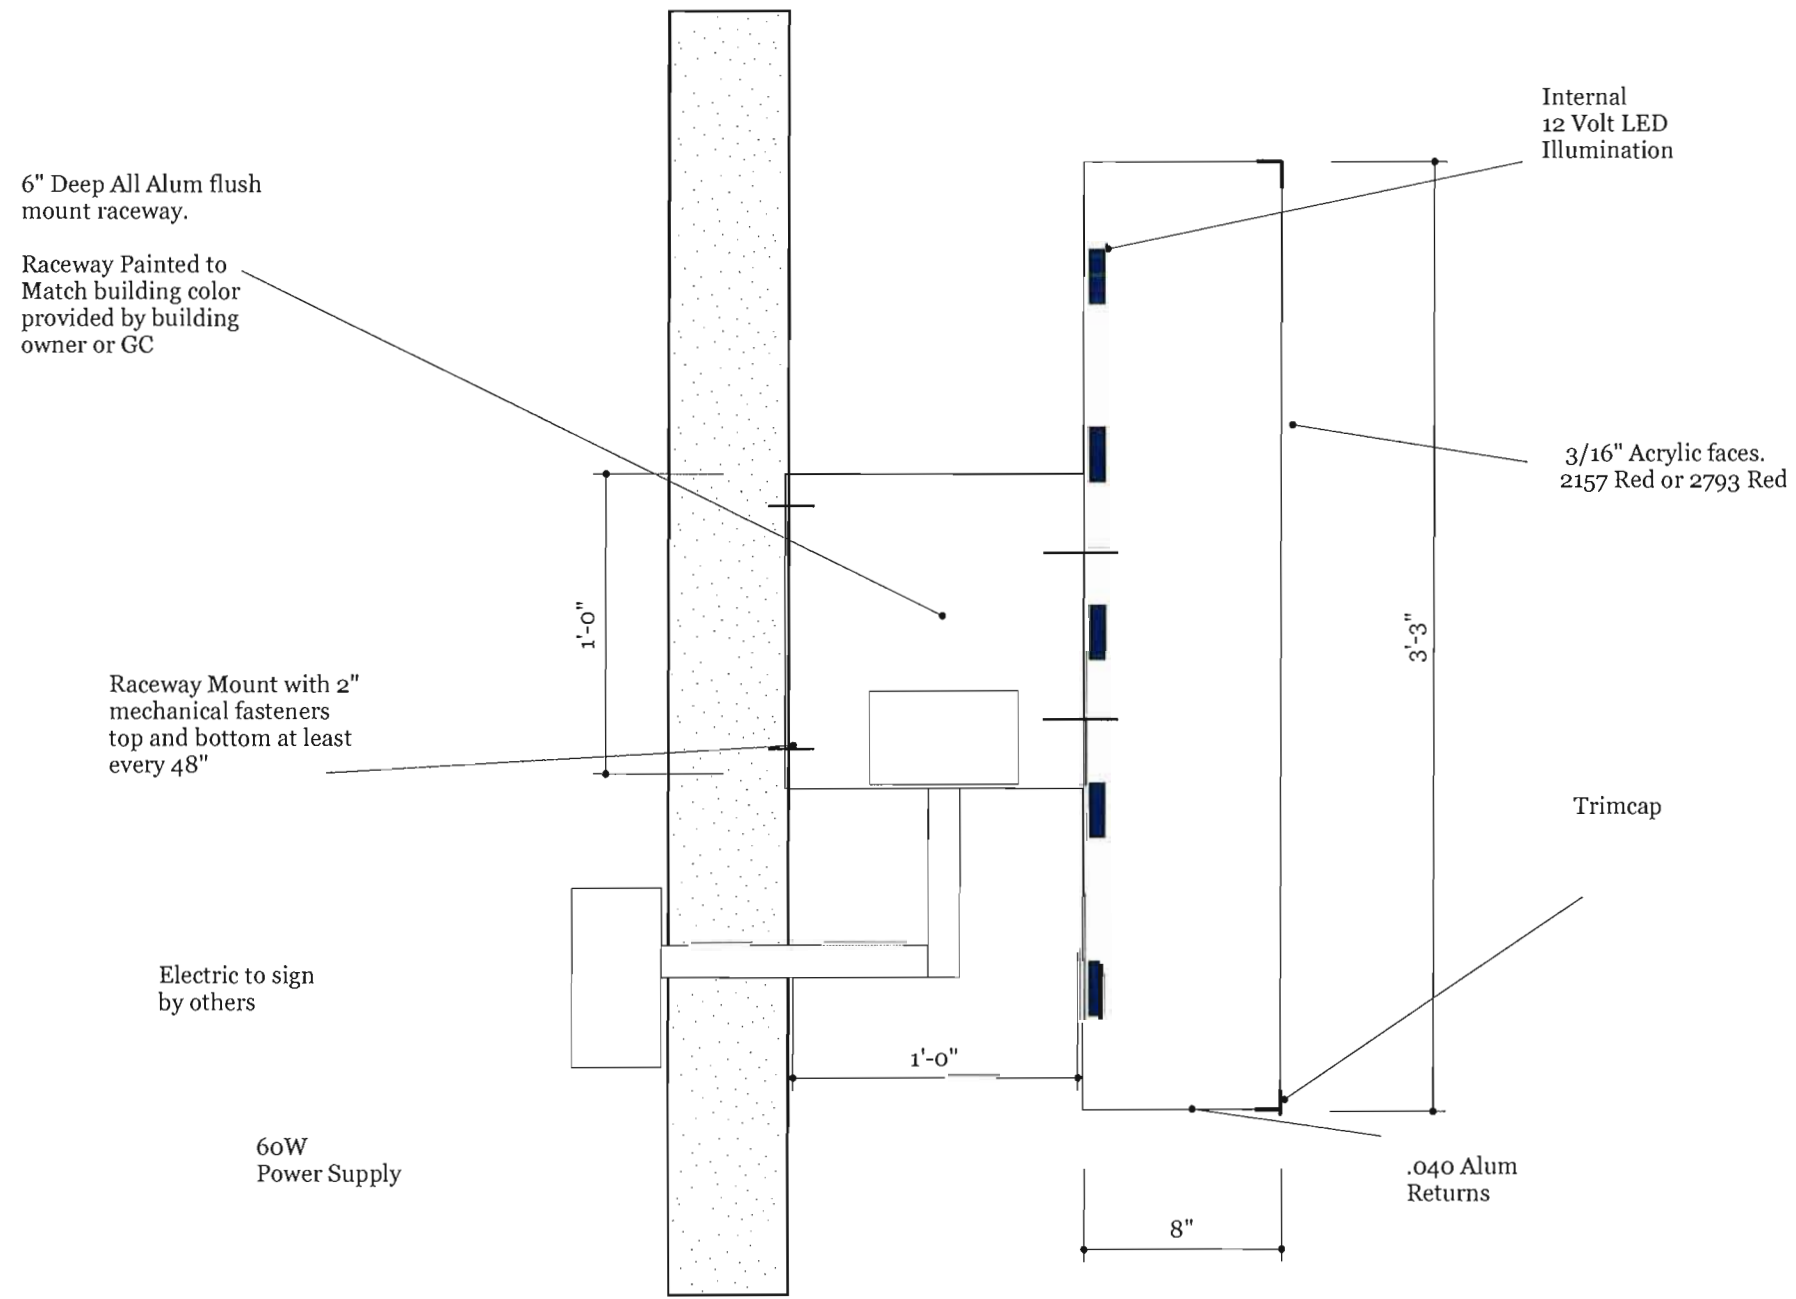 Internal
12 Volt LED
Illumination
6" Deep All Alum flush
mount raceway.
Raceway Painted to
Match building color
provided by building
owner or GC
3/16" Acrylic faces.
2157 Red or 2793 Red
1'-0"
3'-3"
Raceway Mount with 2"
mechanical fasteners
top and bottom at least
every 48"
Trimcap
Electric to sign
by others
1'-0"
60W
Power Supply
.040 Alum
Returns
8"